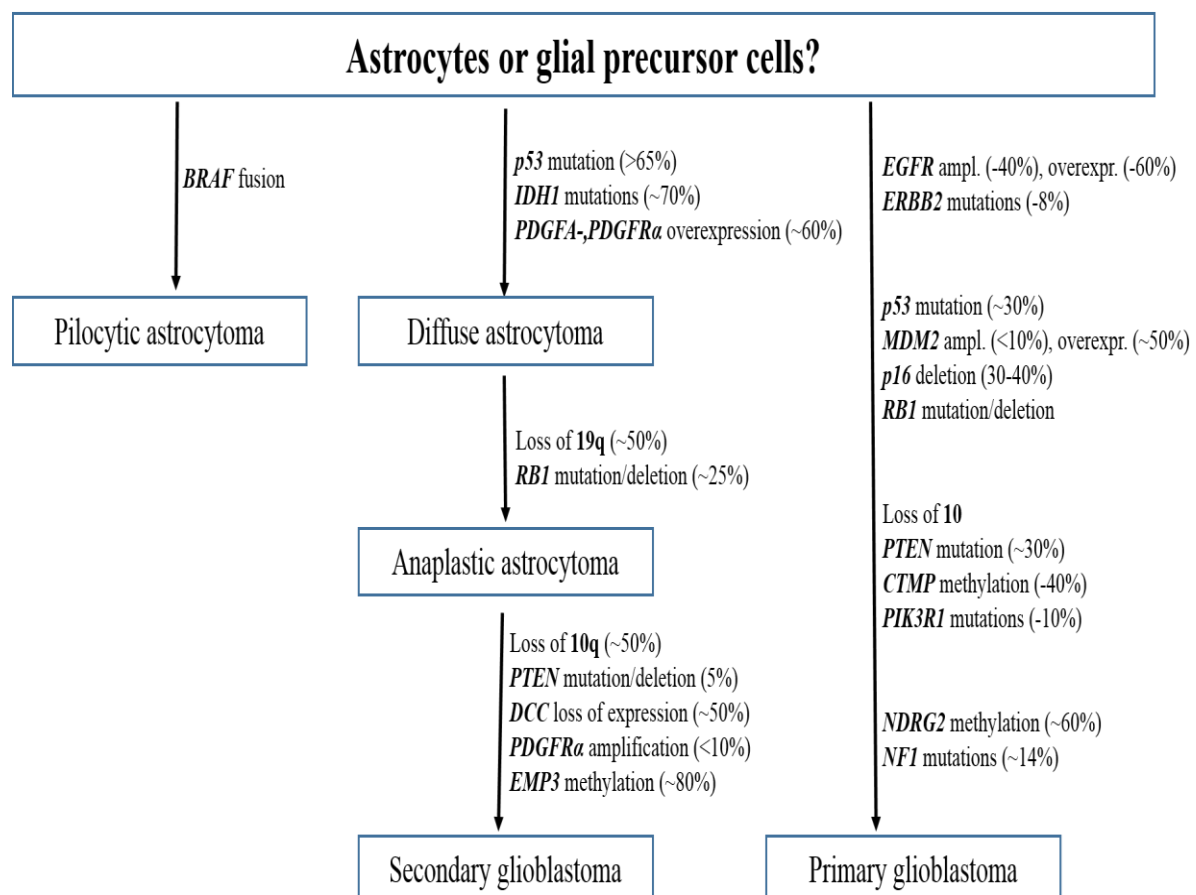 Astrocytes or glial precursor cells?
BRAF fusion
Pilocytic astrocytoma
p53 mutation (>65%)
IDH1 mutations (~70%)
PDGFA-,PDGFRα overexpression (~60%)
Diffuse astrocytoma
Loss of 19q (~50%)
RB1 mutation/deletion (~25%)
Anaplastic astrocytoma
Loss of 10q (~50%)
PTEN mutation/deletion (5%)
DCC loss of expression (~50%)
PDGFRα amplification (<10%)
EMP3 methylation (~80%)
Secondary glioblastoma
EGFR ampl. (-40%), overexpr. (-60%)
ERBB2 mutations (-8%)
p53 mutation (~30%)
MDM2 ampl. (<10%), overexpr. (~50%)
p16 deletion (30-40%)
RB1 mutation/deletion
Loss of 10
PTEN mutation (~30%)
CTMP methylation (-40%)
PIK3R1 mutations (-10%)
NDRG2 methylation (~60%)
NF1 mutations (~14%)
Primary glioblastoma